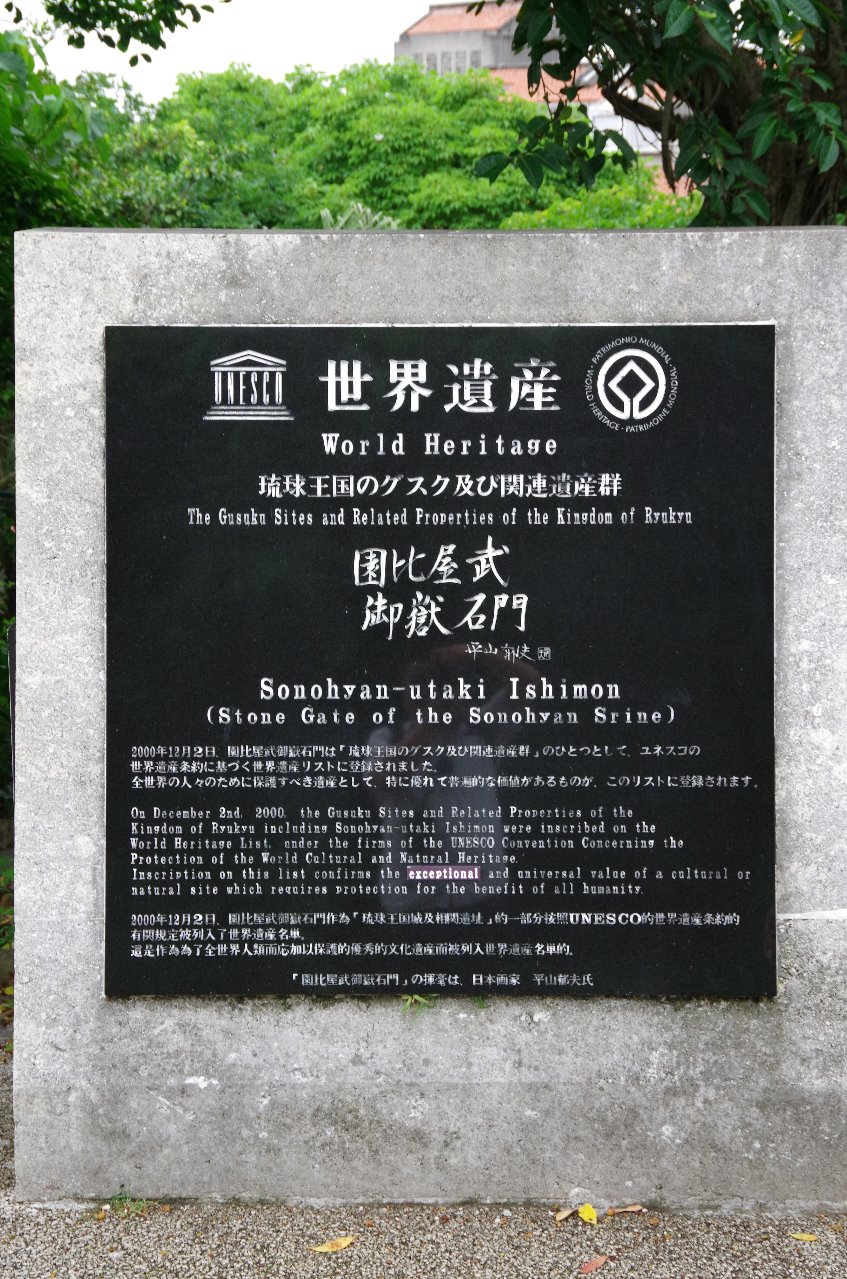 UNESCO
世界遺産
PATRIMONIO MUNDIAL · WORLD HERITAGE · PATRIMOINE MONDIAL
World Heritage
琉球王国のグスク及び関連遺産群
The Gusuku Sites and Related Properties of the Kingdom of Ryukyu
園比屋武
御嶽石門
平山郁夫
Sonohyan-utaki Ishimon
(Stone Gate of the Sonohyan Srine)
2000年12月2日、園比屋武御嶽石門は「琉球王国のグスク及び関連遺産群」のひとつとして、ユネスコの
世界遺産条約に基づく世界遺産リストに登録されました。
全世界の人々のために保護すべき遺産として、特に優れて普遍的な価値があるものが、このリストに登録されます。
On December 2nd, 2000, the Gusuku Sites and Related Properties of the
Kingdom of Ryukyu including Sonohyan-utaki Ishimon were inscribed on the
World Heritage List, under the firms of the UNESCO Convention Concerning the
Protection of the World Cultural and Natural Heritage.
Inscription on this list confirms the exceptional and universal value of a cultural or
natural site which requires protection for the benefit of all humanity.
2000年12月2日、園比屋武御嶽石門作為「琉球王国城及相関遺址」的一部分按照UNESCO的世界遺産条約的
有関規定被列入了世界遺産名単。
這是作為為了全世界人類而応加以保護的優秀的文化遺産而被列入世界遺産名単的。
「園比屋武御嶽石門」の揮毫は、日本画家 平山郁夫氏